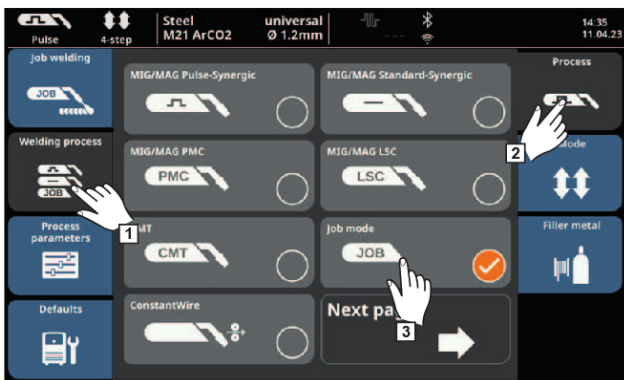 Pulse
4-step
Steel
M21 ArCO2
universal
Ø 1.2mm
---
14:35
11.04.23
Job welding
JOB
Welding process
JOB
1
Process
parameters
Defaults
MIG/MAG Pulse-Synergic
MIG/MAG Standard-Synergic
MIG/MAG PMC
PMC
MIG/MAG LSC
LSC
CMT
Job mode
JOB
3
ConstantWire
Next
Process
2
Filler metal